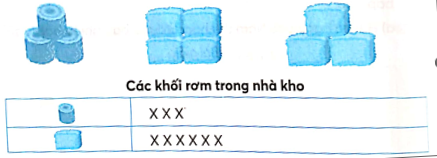 Các khối rơm trong nhà kho
X X X
X X X X X X